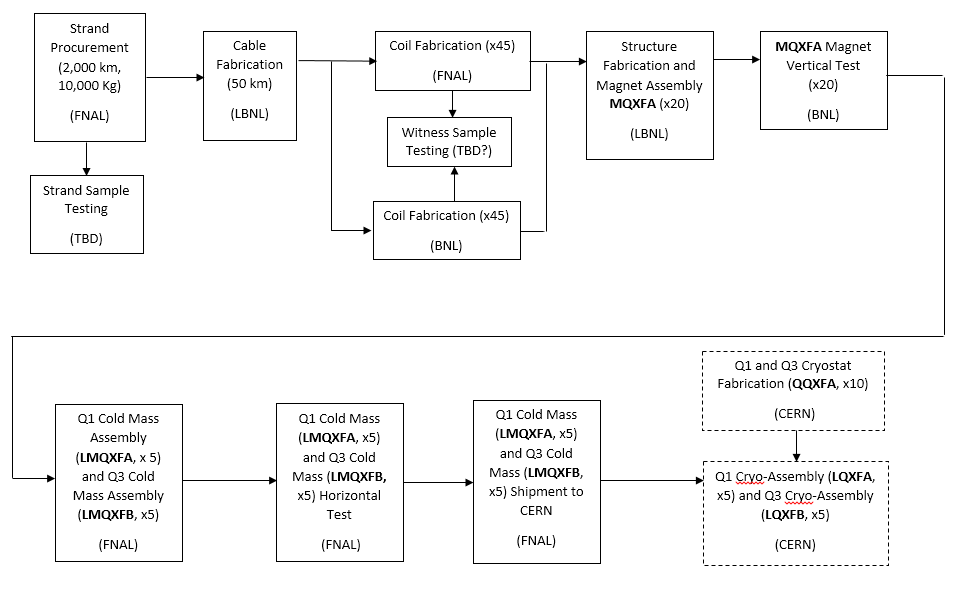 Strand
Procurement
(2,000 km,
10,000 Kg)
(FNAL)
Strand Sample
Testing
(TBD)
Cable
Fabrication
(50 km)
(LBNL)
Coil Fabrication (x45)
(FNAL)
Witness Sample
Testing (TBD?)
Coil Fabrication (x45)
(BNL)
Structure
Fabrication and
Magnet Assembly
MQXFA (x20)
(LBNL)
MQXFA Magnet
Vertical Test
(x20)
(BNL)
Q1 Cold Mass
Assembly
(LMQXFA, x 5)
and Q3 Cold
Mass Assembly
(LMQXFB, x5)
(FNAL)
Q1 Cold Mass
(LMQXFA, x5)
and Q3 Cold
Mass (LMQXFB,
x5) Horizontal
Test
(FNAL)
Q1 Cold Mass
(LMQXFA, x5)
and Q3 Cold
Mass (LMQXFB,
x5) Shipment to
CERN
(FNAL)
Q1 and Q3 Cryostat
Fabrication (QQXFA, x10)
(CERN)
Q1 Cryo-Assembly (LQXFA,
x5) and Q3 Cryo-Assembly
(LQXFB, x5)
(CERN)